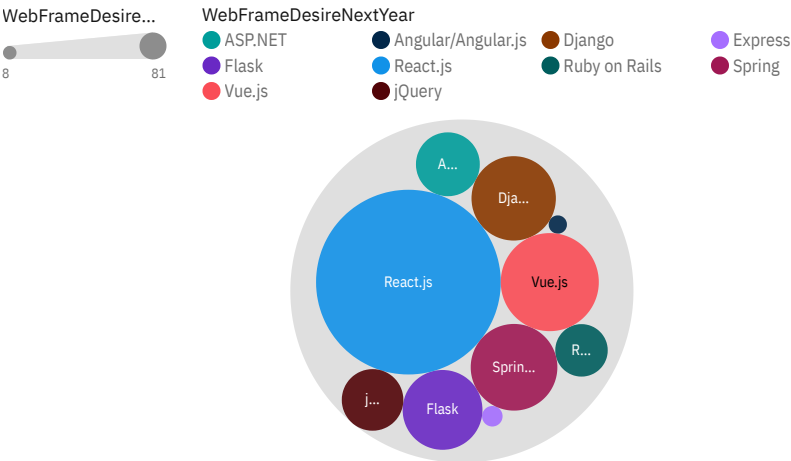 WebFrameDesire...
8 81
WebFrameDesireNextYear
ASP.NET Angular/Angular.js Django Express
Flask React.js Ruby on Rails Spring
Vue.js jQuery
A...
Dja...
React.js
Vue.js
R...
Sprin...
j...
Flask